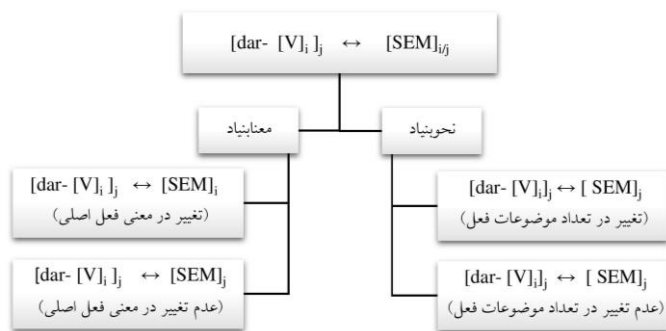 [dar- [V]i ]j ↔ [SEM]i/j
نحوبنیاد
معنابنیاد
[dar- [V]i]j ↔ [ SEM]j
(تغییر در تعداد موضوعات فعل)
[dar- [V]i ]j ↔ [SEM]i
(تغییر در معنی فعل اصلی)
[dar- [V]i]j ↔ [ SEM]j
(عدم تغییر در تعداد موضوعات فعل)
[dar- [V]i ]j ↔ [SEM]j
(عدم تغییر در معنی فعل اصلی)